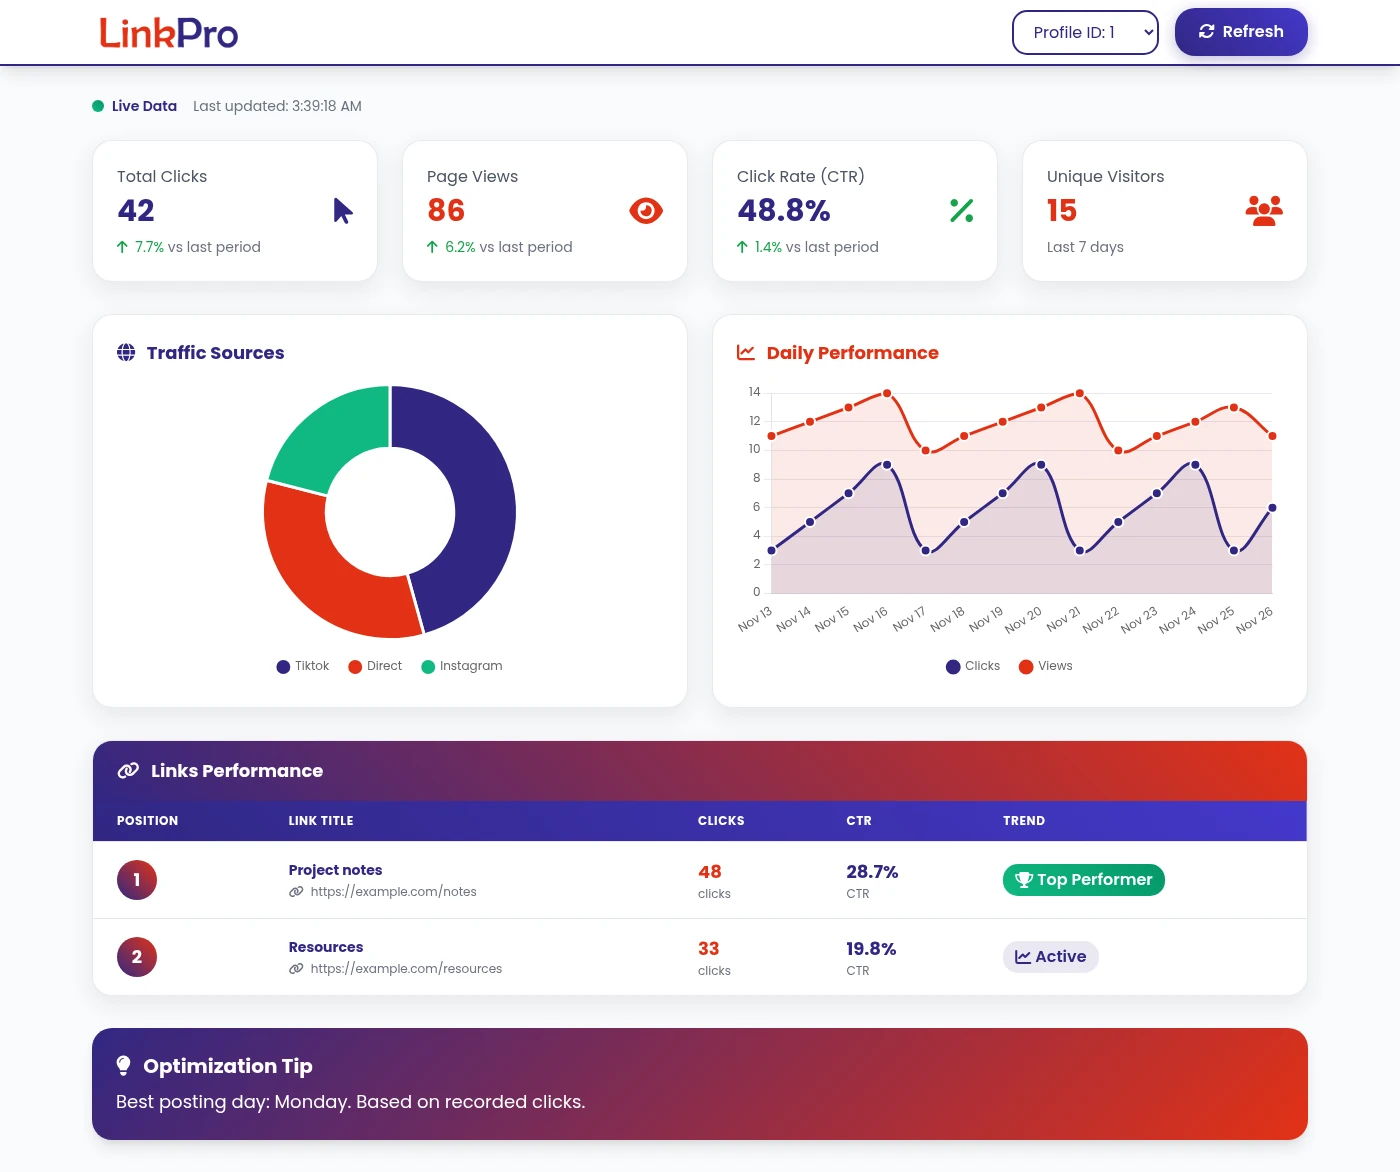 LinkPro
Profile ID: 1
Refresh
Live Data Last updated: 3:39:18 AM
Total Clicks
42
7.7% vs last period
Page Views
86
6.2% vs last period
Click Rate (CTR)
48.8%
1.4% vs last period
Unique Visitors
15
Last 7 days
Traffic Sources
Tiktok Direct Instagram
Daily Performance
14
12
10
8
6
4
2
0
Nov 13 Nov 14 Nov 15 Nov 16 Nov 17 Nov 18 Nov 19 Nov 20 Nov 21 Nov 22 Nov 23 Nov 24 Nov 25 Nov 26
Clicks Views
Links Performance
POSITION LINK TITLE CLICKS CTR TREND
1
Project notes
https://example.com/notes
48
clicks
28.7%
CTR
Top Performer
2
Resources
https://example.com/resources
33
clicks
19.8%
CTR
Active
Optimization Tip
Best posting day: Monday. Based on recorded clicks.